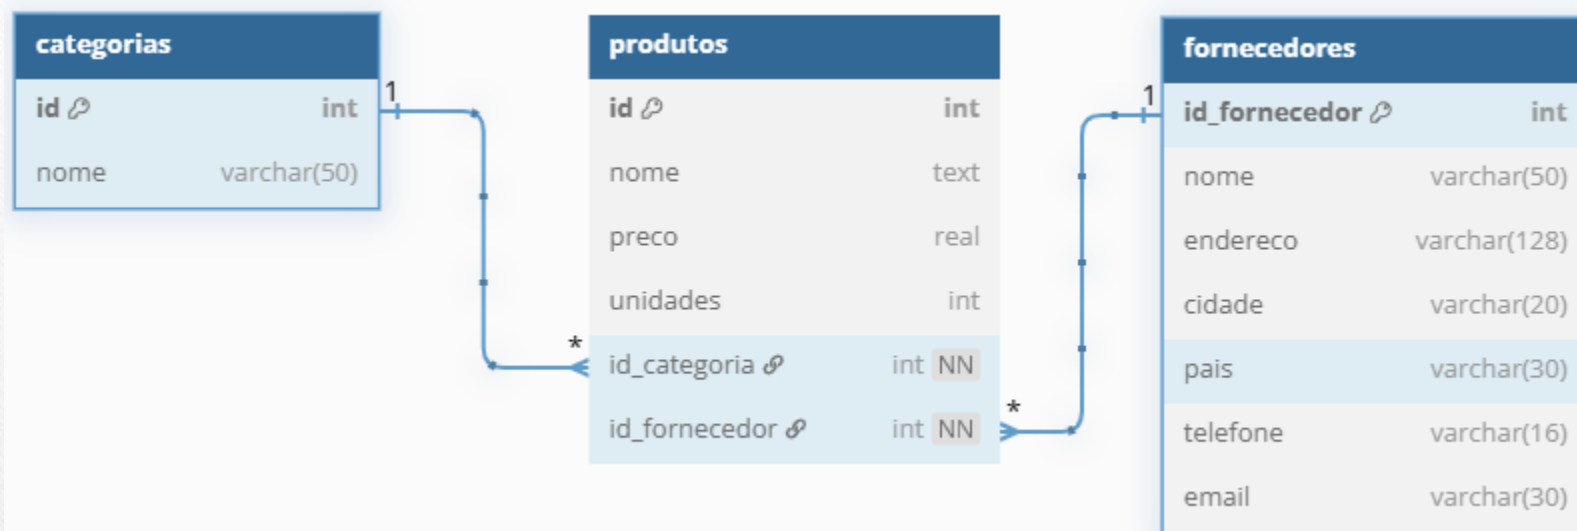 categorias
id int
nome varchar(50)
1
*
produtos
id int
nome text
preco real
unidades int
id_categoria int NN
id_fornecedor int NN
*
1
fornecedores
id_fornecedor int
nome varchar(50)
endereco varchar(128)
cidade varchar(20)
pais varchar(30)
telefone varchar(16)
email varchar(30)